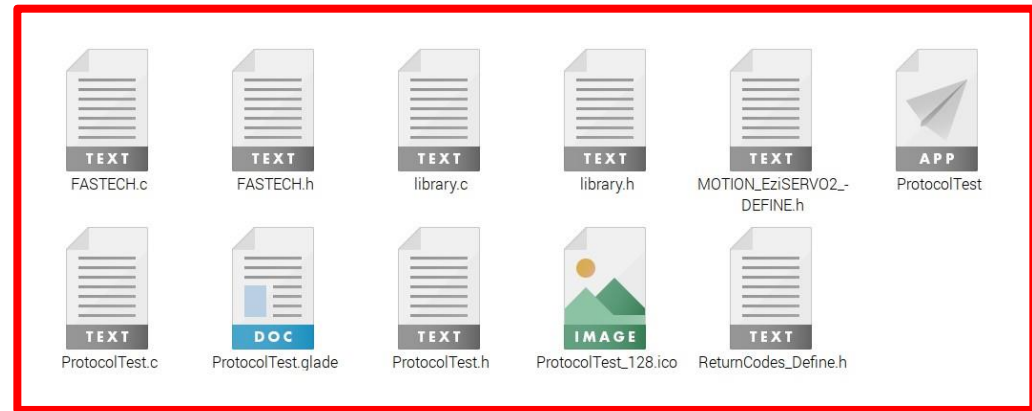 TEXT TEXT TEXT TEXT TEXT APP
FASTECH.c FASTECH.h library.c library.h MOTION_EziSERVO2_- ProtocolTest
DEFINE.h
TEXT DOC TEXT IMAGE TEXT
ProtocolTest.c ProtocolTest.glade ProtocolTest.h ProtocolTest_128.ico ReturnCodes_Define.h